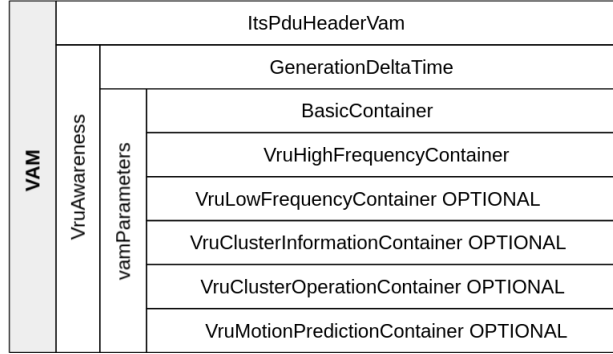 VAM
ItsPduHeaderVam
VruAwareness
GenerationDeltaTime
vamParameters
BasicContainer
VruHighFrequencyContainer
VruLowFrequencyContainer OPTIONAL
VruClusterInformationContainer OPTIONAL
VruClusterOperationContainer OPTIONAL
VruMotionPredictionContainer OPTIONAL